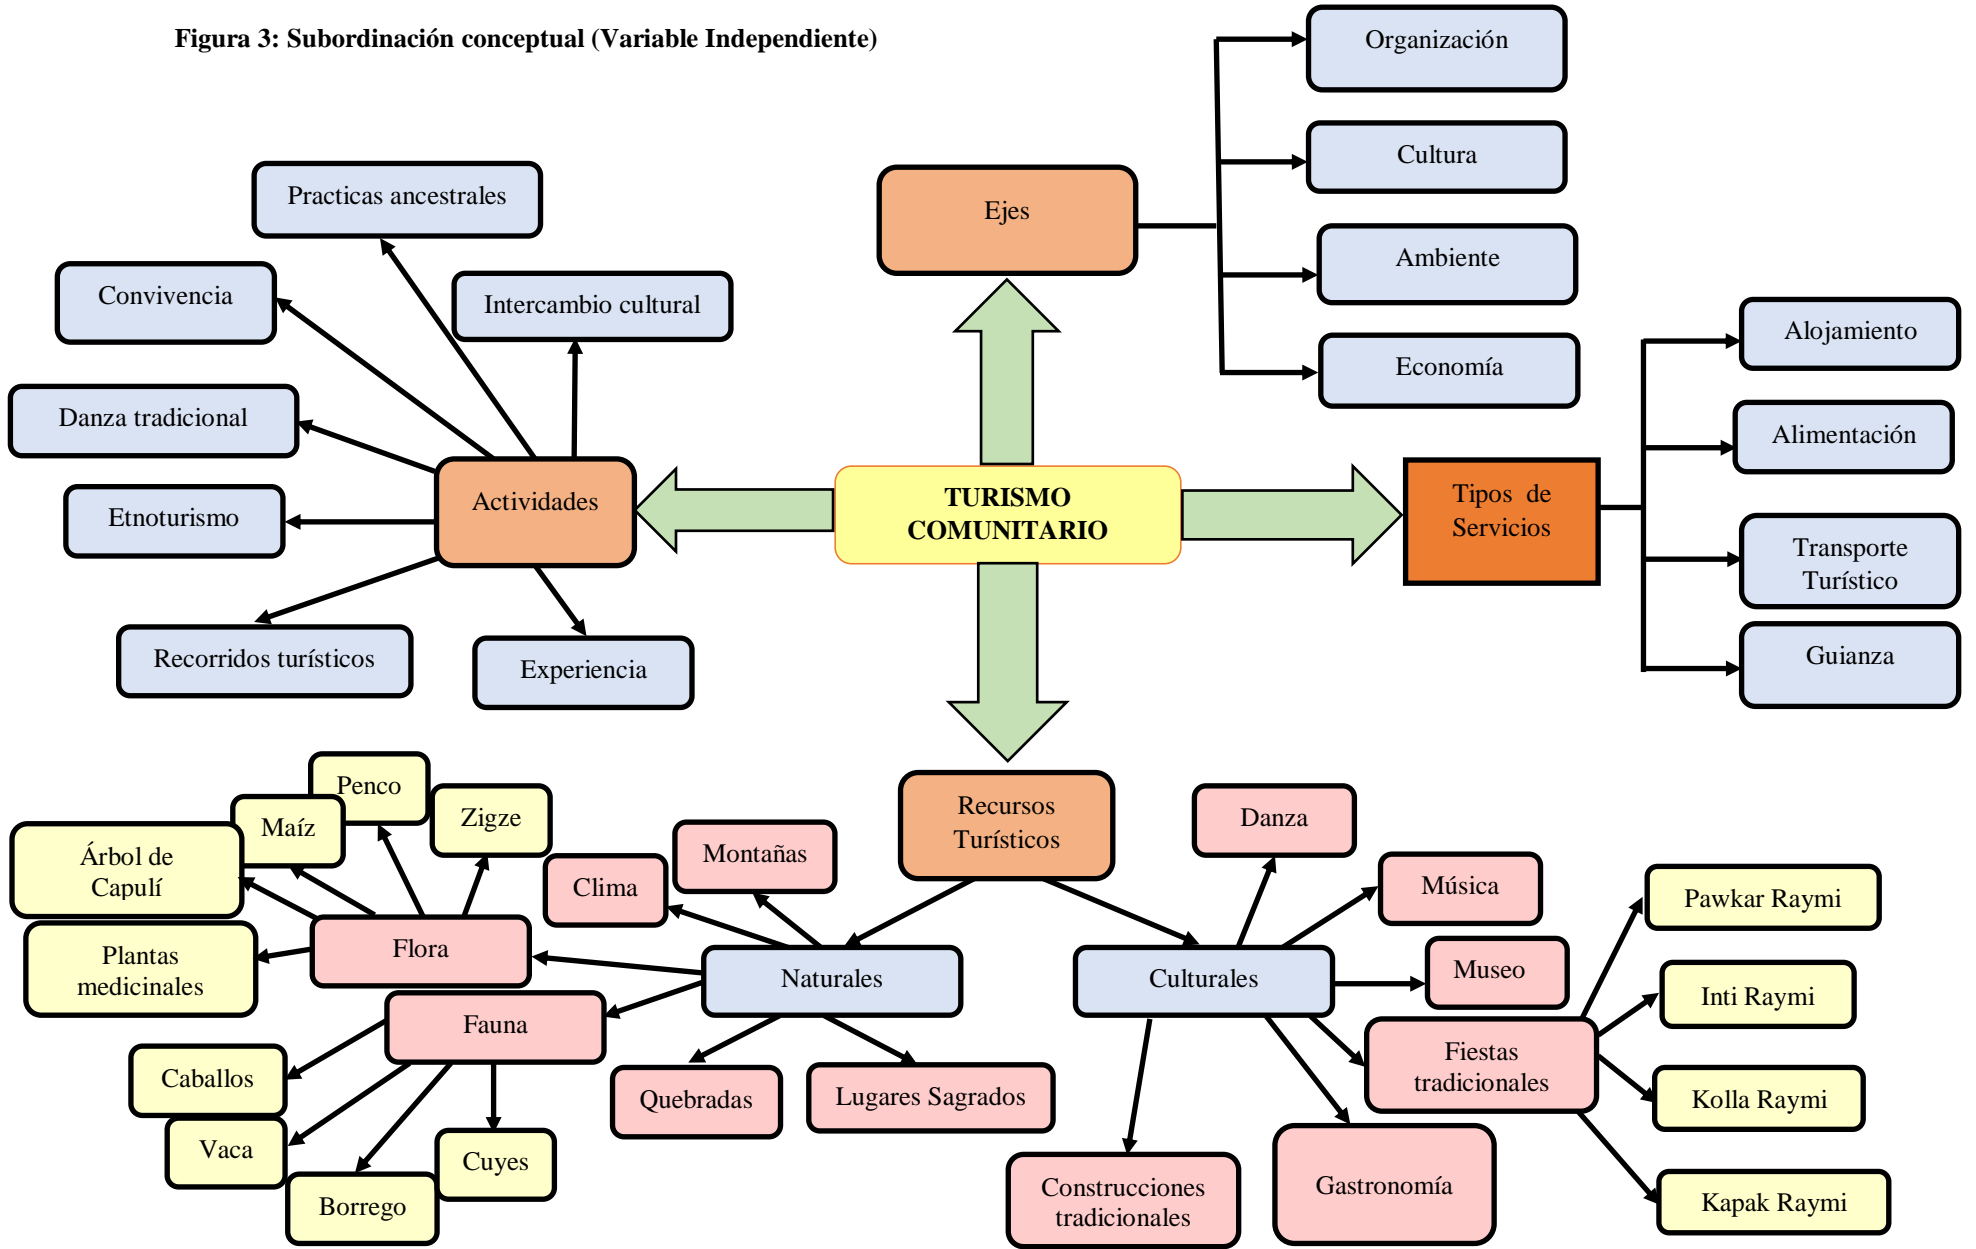 Figura 3: Subordinación conceptual (Variable Independiente)
Organización
Cultura
Ejes
Ambiente
Economía
Practicas ancestrales
Convivencia
Intercambio cultural
Danza tradicional
Actividades
Etnoturismo
Recorridos turísticos
Experiencia
TURISMO
COMUNITARIO
Tipos de
Servicios
Alojamiento
Alimentación
Transporte
Turístico
Guianza
Recursos
Turísticos
Penco
Zigze
Maíz
Árbol de
Capulí
Plantas
medicinales
Flora
Clima
Montañas
Naturales
Fauna
Caballos
Vaca
Borrego
Cuyes
Quebradas
Lugares Sagrados
Culturales
Danza
Música
Museo
Fiestas
tradicionales
Pawkar Raymi
Inti Raymi
Kolla Raymi
Kapak Raymi
Construcciones
tradicionales
Gastronomía